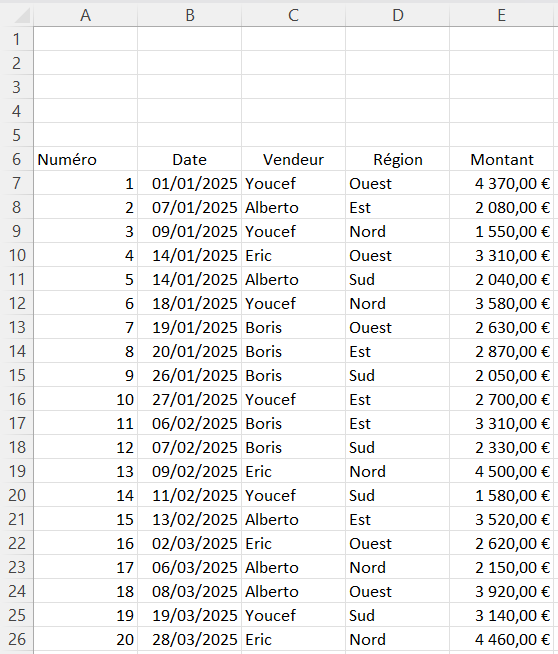 A B C D E
1
2
3
4
5
6 Numéro Date Vendeur Région Montant
7 1 01/01/2025 Youcef Ouest 4 370,00 €
8 2 07/01/2025 Alberto Est 2 080,00 €
9 3 09/01/2025 Youcef Nord 1 550,00 €
10 4 14/01/2025 Eric Ouest 3 310,00 €
11 5 14/01/2025 Alberto Sud 2 040,00 €
12 6 18/01/2025 Youcef Nord 3 580,00 €
13 7 19/01/2025 Boris Ouest 2 630,00 €
14 8 20/01/2025 Boris Est 2 870,00 €
15 9 26/01/2025 Boris Sud 2 050,00 €
16 10 27/01/2025 Youcef Est 2 700,00 €
17 11 06/02/2025 Boris Est 3 310,00 €
18 12 07/02/2025 Boris Sud 2 330,00 €
19 13 09/02/2025 Eric Nord 4 500,00 €
20 14 11/02/2025 Youcef Sud 1 580,00 €
21 15 13/02/2025 Alberto Est 3 520,00 €
22 16 02/03/2025 Eric Ouest 2 620,00 €
23 17 06/03/2025 Alberto Nord 2 150,00 €
24 18 08/03/2025 Alberto Ouest 3 920,00 €
25 19 19/03/2025 Youcef Sud 3 140,00 €
26 20 28/03/2025 Eric Nord 4 460,00 €